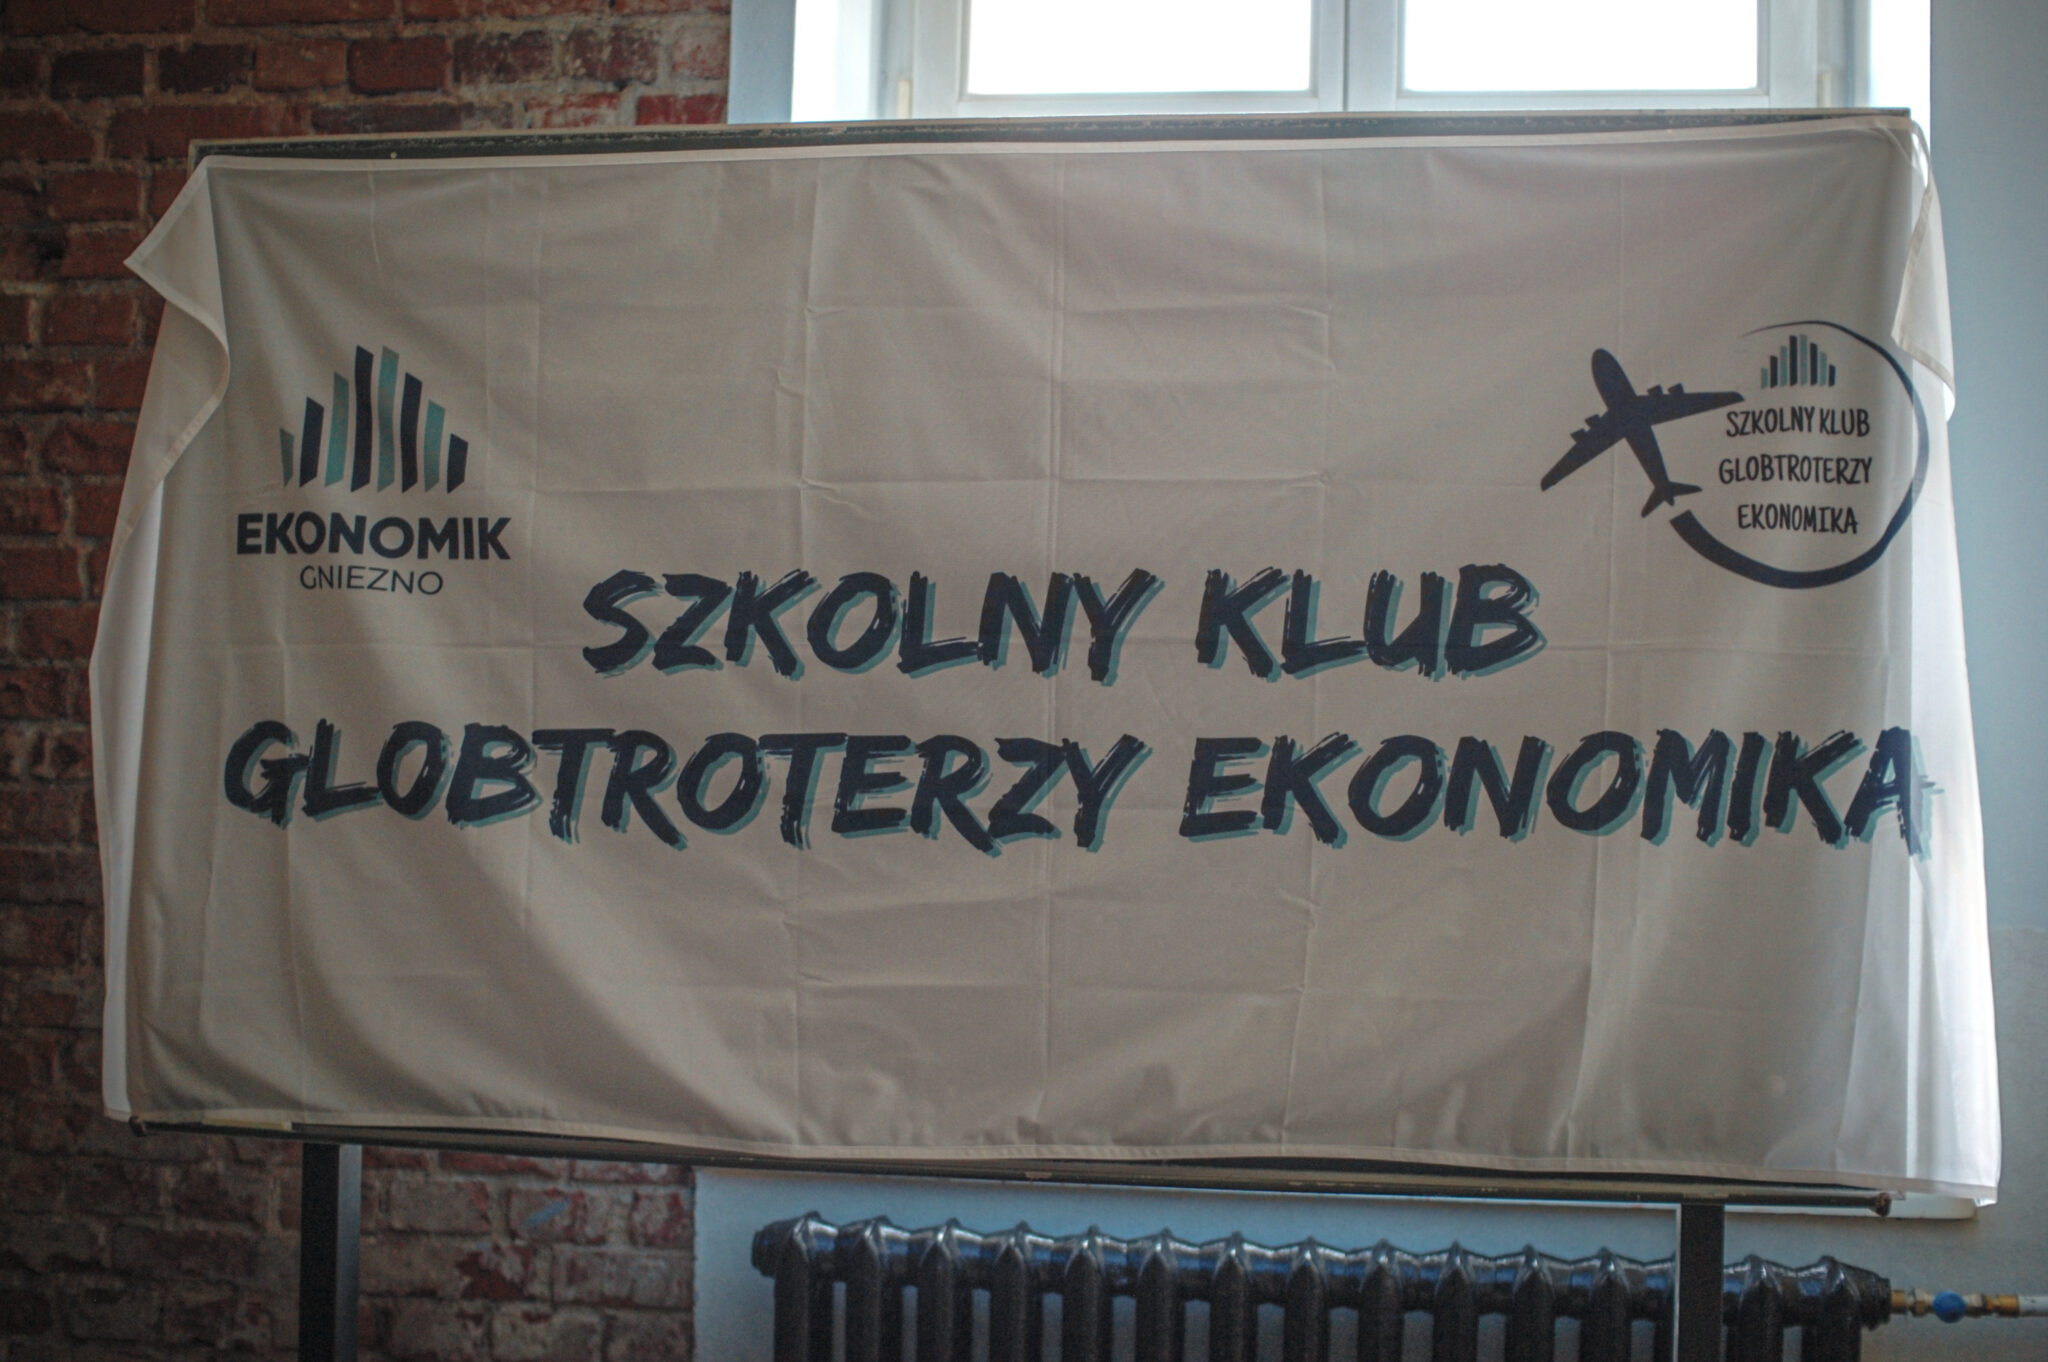 EKONOMIK
GNIEZNO
SZKOLNY KLUB
GLOBTROTERZY
EKONOMIKA
SZKOLNY KLUB
GLOBTROTERZY EKONOMIKA